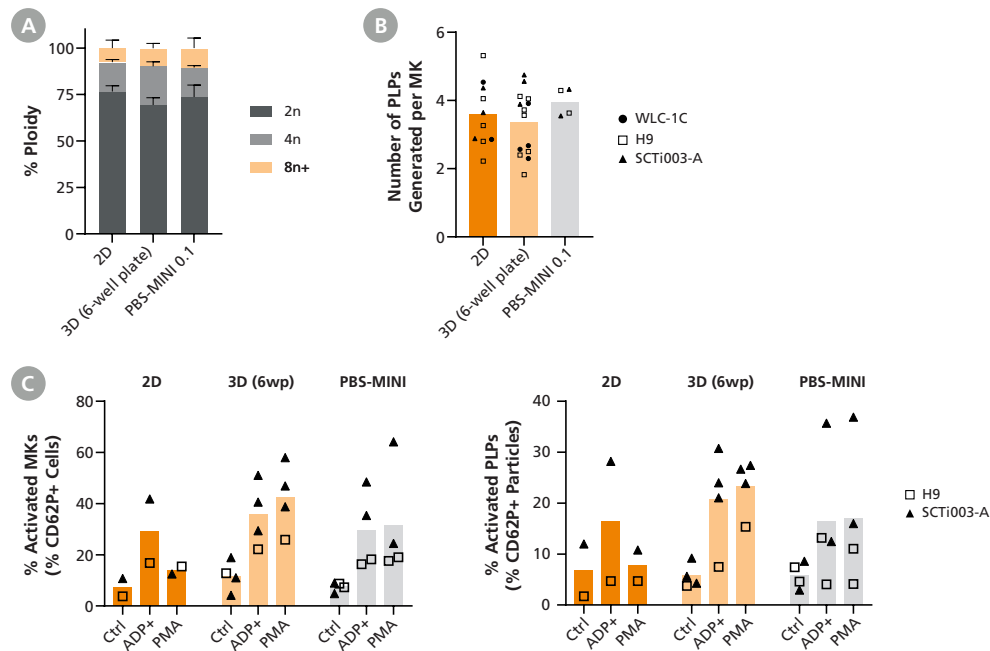 A
% Ploidy
100
75
50
25
0
2D
3D (6-well plate)
PBS-MINI 0.1
2n
4n
8n+
B
Number of PLPs
Generated per MK
6
4
2
0
2D
3D (6-well plate)
PBS-MINI 0.1
WLC-1C
H9
SCTi003-A
C
2D
3D (6wp)
PBS-MINI
% Activated MKs
(% CD62P+ Cells)
80
60
40
20
0
Ctrl
ADP+
PMA
Ctrl
ADP+
PMA
Ctrl
ADP+
PMA
2D
3D (6wp)
PBS-MINI
% Activated PLPs
(% CD62P+ Particles)
40
30
20
10
0
Ctrl
ADP+
PMA
Ctrl
ADP+
PMA
Ctrl
ADP+
PMA
H9
SCTi003-A